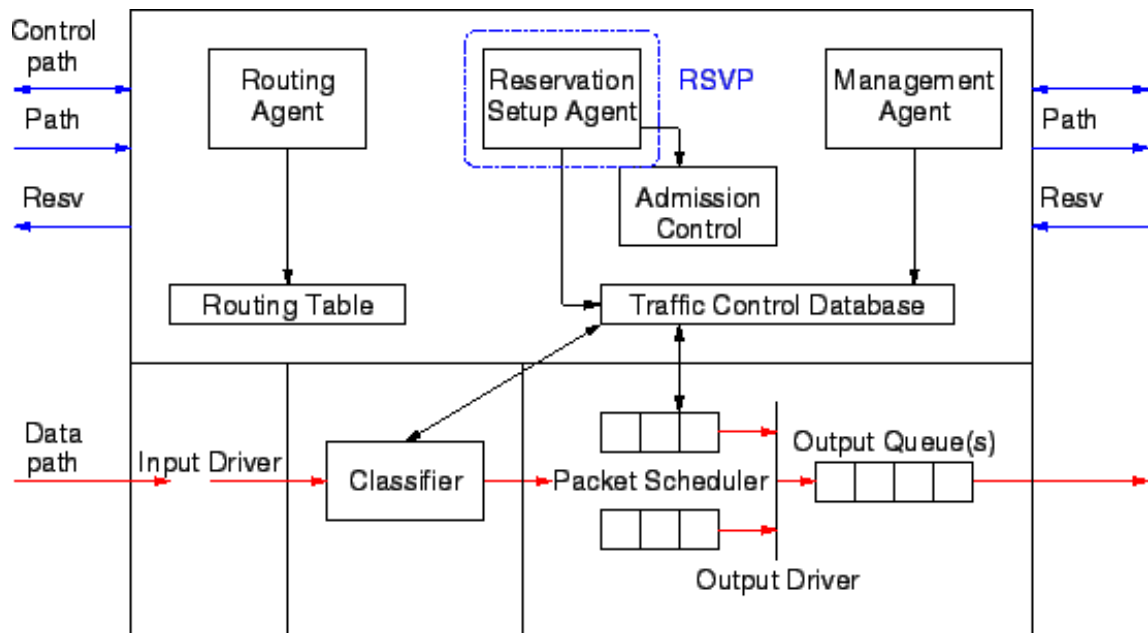 Control
path
Path
Resv
Routing
Agent
Reservation
Setup Agent
RSVP
Management
Agent
Path
Resv
Admission
Control
Routing Table
Traffic Control Database
Data
path
Input Driver
Classifier
Packet Scheduler
Output Queue(s)
Output Driver